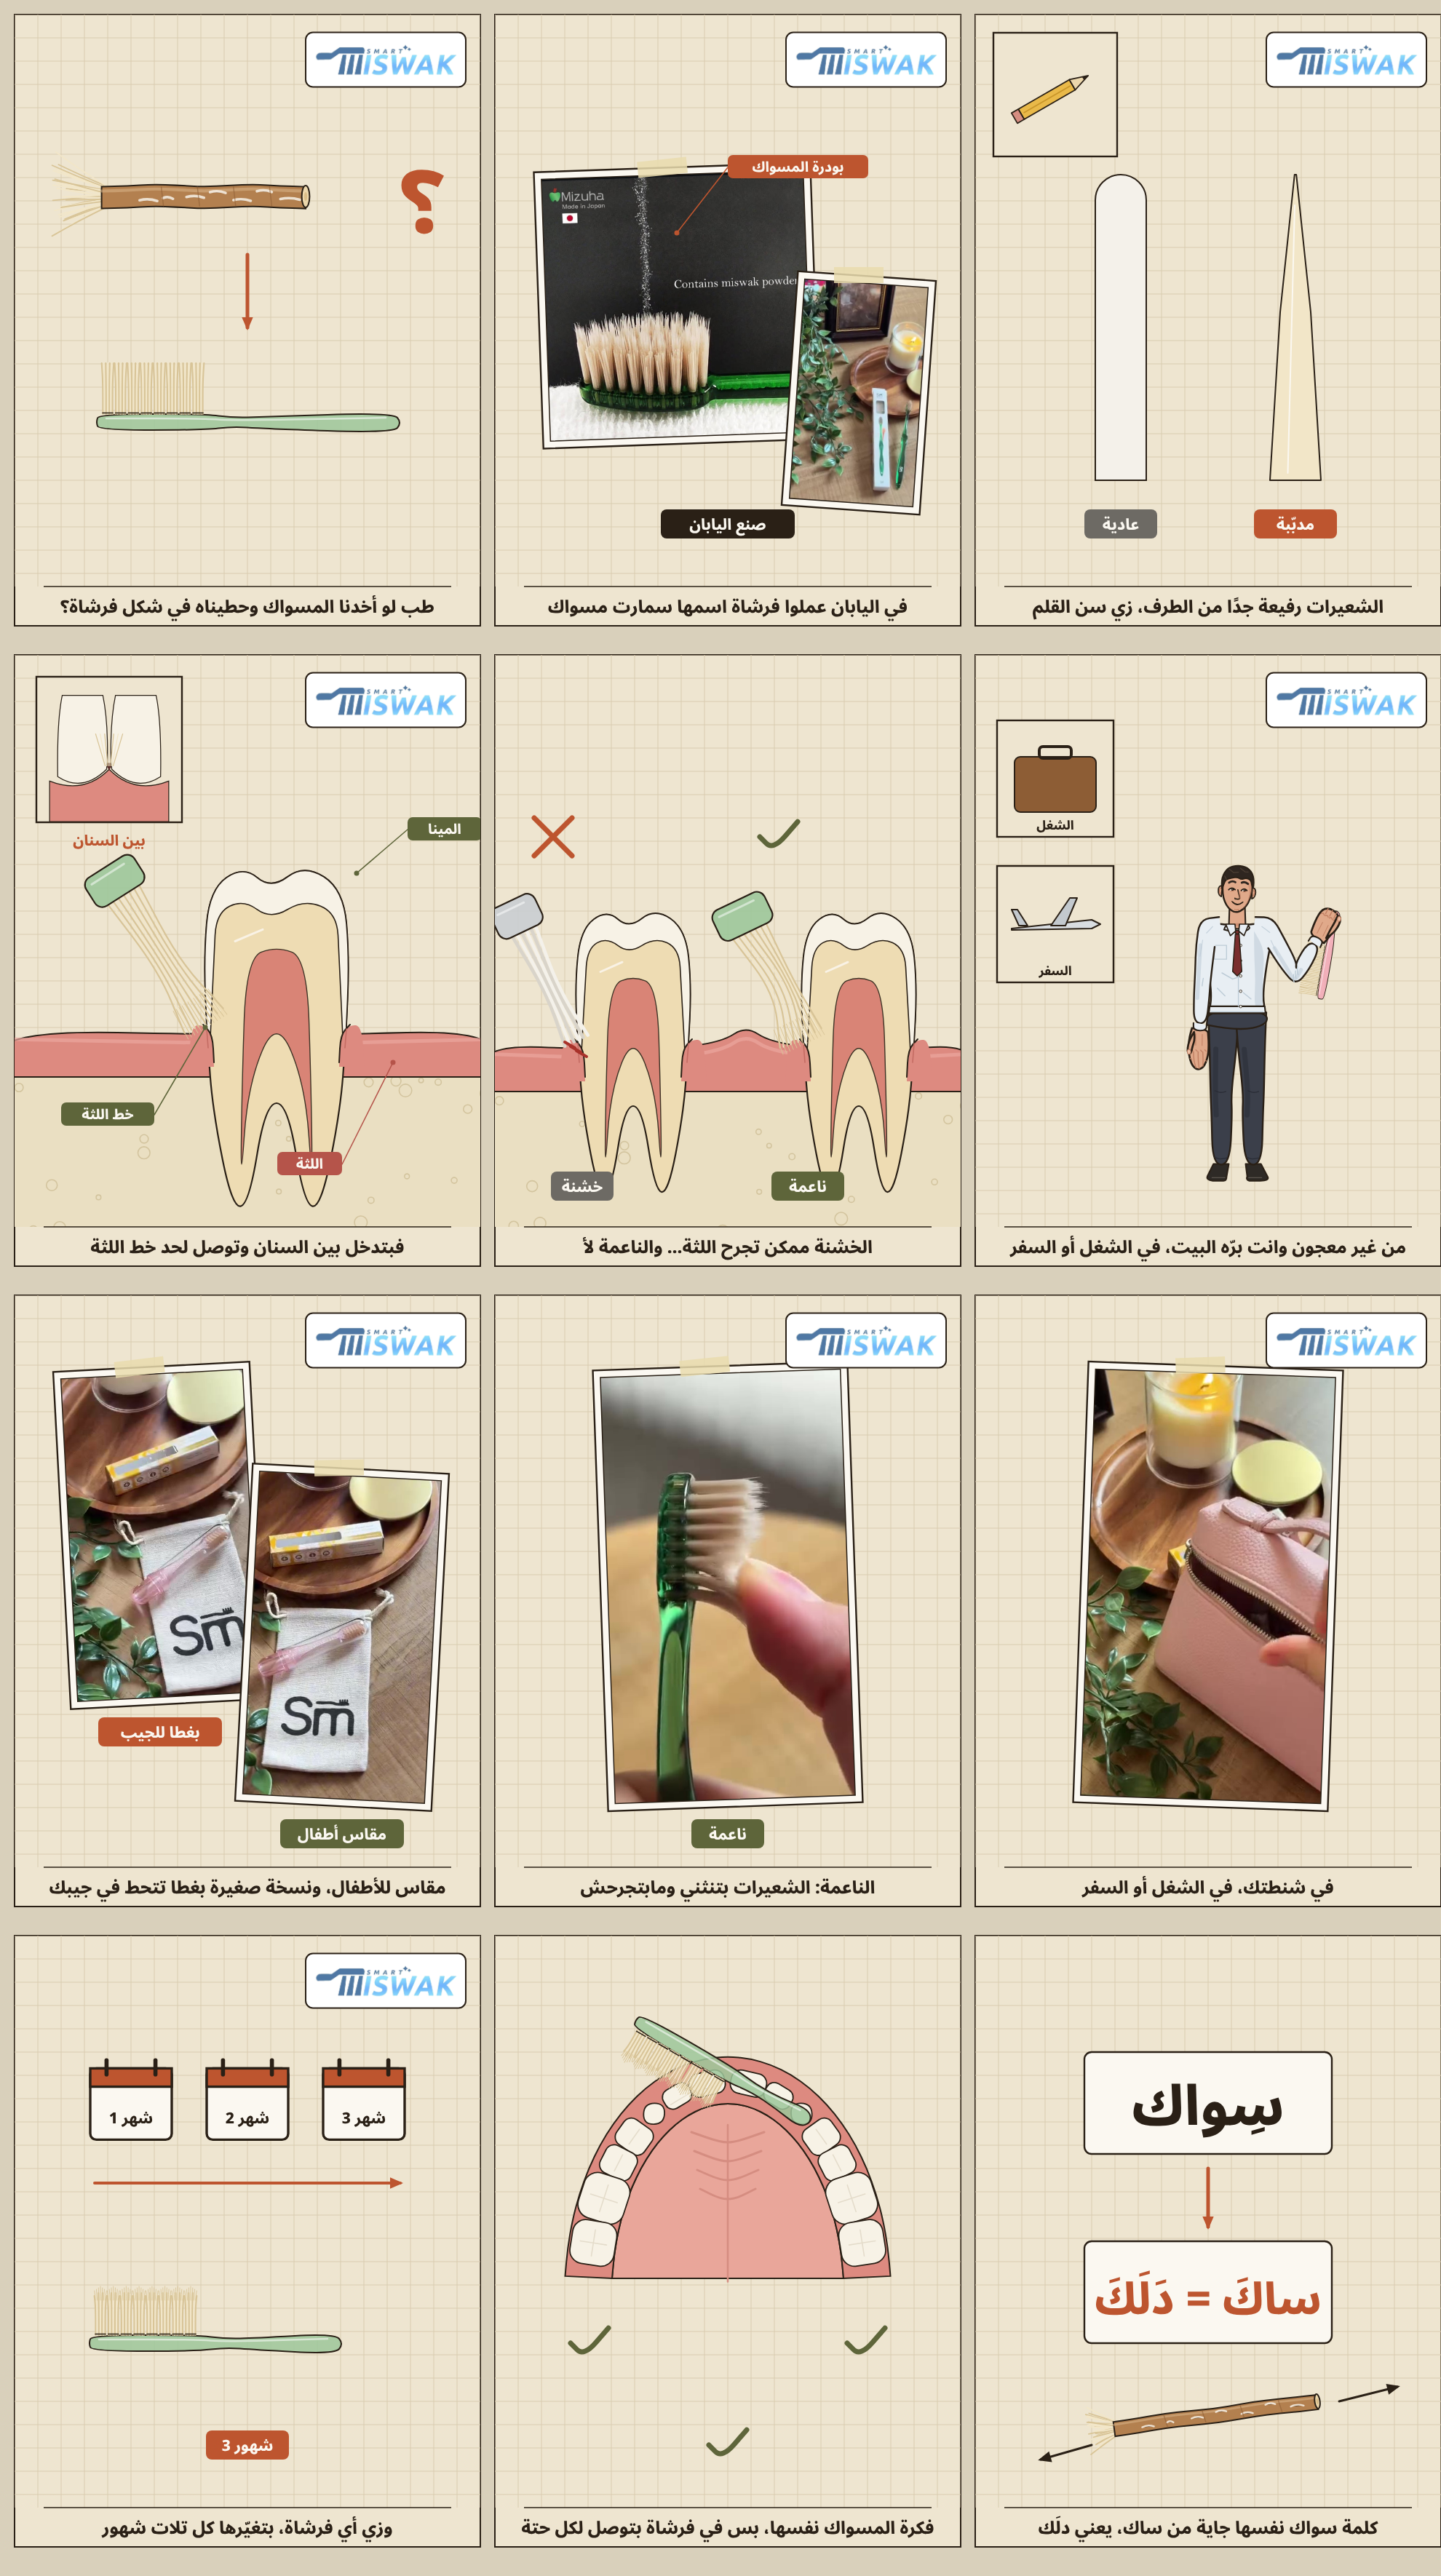 SMART
MISWAK
طب لو أخدنا المسواك وحطيناه في شكل فرشاة؟
SMART
MISWAK
بودرة المسواك
Mizuha
Made in Japan
Contains miswak powder
صنع اليابان
في اليابان عملوا فرشاة اسمها سمارت مسواك
SMART
MISWAK
عادية
مدبّبة
الشعيرات رفيعة جدًا من الطرف، زي سن القلم
SMART
MISWAK
بين السنان
المينا
خط اللثة
اللثة
فبتدخل بين السنان وتوصل لحد خط اللثة
SMART
MISWAK
خشنة
ناعمة
الخشنة ممكن تجرح اللثة... والناعمة لأ
SMART
MISWAK
الشغل
السفر
من غير معجون وانت برّه البيت، في الشغل أو السفر
SMART
MISWAK
Sm
Sm
بغطا للجيب
مقاس أطفال
مقاس للأطفال، ونسخة صغيرة بغطا تتحط في جيبك
SMART
MISWAK
ناعمة
الناعمة: الشعيرات بتنثني ومابتجرحش
SMART
MISWAK
في شنطتك، في الشغل أو السفر
SMART
MISWAK
شهر 1
شهر 2
شهر 3
3 شهور
وزي أي فرشاة، بتغيّرها كل تلات شهور
فكرة المسواك نفسها، بس في فرشاة بتوصل لكل حتة
سِواك
ساكَ = دَلَكَ
كلمة سواك نفسها جاية من ساك، يعني دلَك